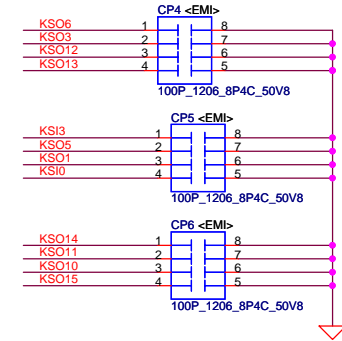 CP4 <EMI>
KSO6 1 8
KSO3 2 7
KSO12 3 6
KSO13 4 5
100P_1206_8P4C_50V8
CP5 <EMI>
KSI3 1 8
KSO5 2 7
KSO1 3 6
KSI0 4 5
100P_1206_8P4C_50V8
CP6 <EMI>
KSO14 1 8
KSO11 2 7
KSO10 3 6
KSO15 4 5
100P_1206_8P4C_50V8